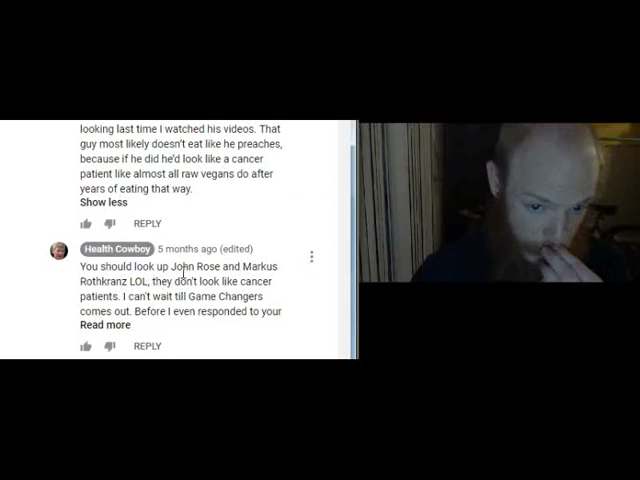 looking last time I watched his videos. That
guy most likely doesn't eat like he preaches,
because if he did he'd look like a cancer
patient like almost all raw vegans do after
years of eating that way.
Show less
REPLY
Health Cowboy 5 months ago (edited)
You should look up John Rose and Markus
Rothkranz LOL, they don't look like cancer
patients. I can't wait till Game Changers
comes out. Before I even responded to your
Read more
REPLY